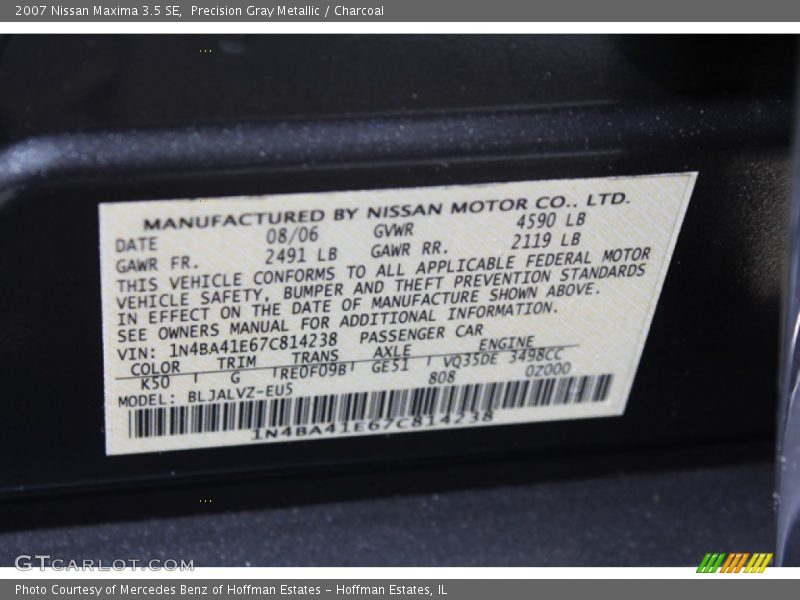 2007 Nissan Maxima 3.5 SE, Precision Gray Metallic / Charcoal
MANUFACTURED BY NISSAN MOTOR CO., LTD.
DATE 08/06 GVWR 4590 LB
GAWR FR. 2491 LB GAWR RR. 2119 LB
THIS VEHICLE CONFORMS TO ALL APPLICABLE FEDERAL MOTOR
VEHICLE SAFETY, BUMPER AND THEFT PREVENTION STANDARDS
IN EFFECT ON THE DATE OF MANUFACTURE SHOWN ABOVE.
SEE OWNERS MANUAL FOR ADDITIONAL INFORMATION.
VIN: 1N4BA41E67C814238 PASSENGER CAR
COLOR TRIM TRANS AXLE ENGINE
K50 G RE0F09B GE51 VQ35DE 3498CC
MODEL: BLJALVZ-EU5 808 0Z000
1N4BA41E67C814238
GTCARLOT.COM
Photo Courtesy of Mercedes Benz of Hoffman Estates – Hoffman Estates, IL